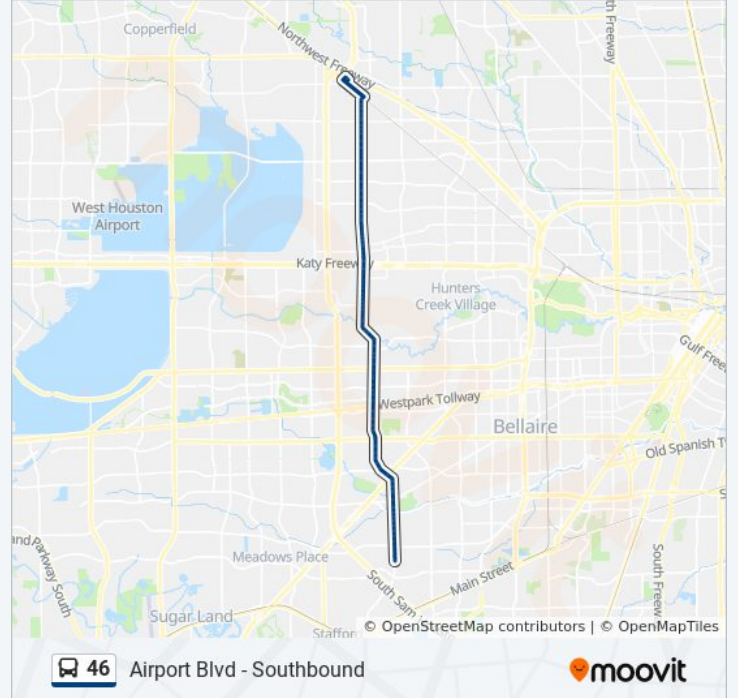 Copperfield
th Freeway
Northwest Freeway
West Houston
Airport
Katy Freew
Hunters
Creek Village
Gulf Free
Westpark Tollway
Bellaire
Old Spanish T
S
and Parkway South
Meadows Place
South Sam
Main Street
South Freew
Sugar Land
Staffor
© OpenStreetMap contributors | © OpenMapTiles
46 Airport Blvd - Southbound
moovit